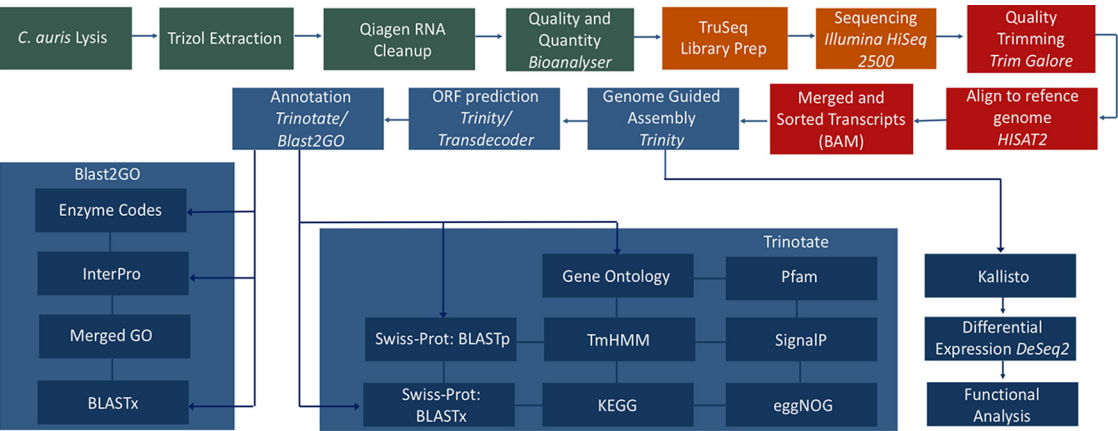 C. auris Lysis
Trizol Extraction
Qiagen RNA
Cleanup
Quality and
Quantity
Bioanalyser
TruSeq
Library Prep
Sequencing
Illumina HiSeq
2500
Quality
Trimming
Trim Galore
Annotation
Trinotate/
Blast2GO
ORF prediction
Trinity/
Transdecoder
Genome Guided
Assembly
Trinity
Merged and
Sorted Transcripts
(BAM)
Align to refence
genome
HISAT2
Blast2GO
Enzyme Codes
InterPro
Merged GO
BLASTx
Trinotate
Gene Ontology
Pfam
Swiss-Prot: BLASTp
TmHMM
SignalP
Swiss-Prot:
BLASTx
KEGG
eggNOG
Kallisto
Differential
Expression DeSeq2
Functional
Analysis